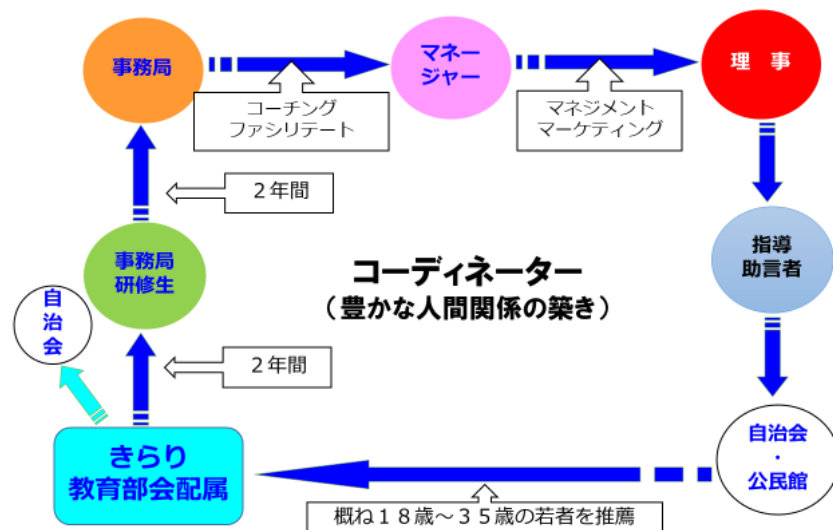 事務局
マネー
ジャー
理　事
コーチング
ファシリテート
マネジメント
マーケティング
２年間
事務局
研修生
自
治
会
コーディネーター
（豊かな人間関係の築き）
指導
助言者
２年間
きらり
教育部会配属
自治会
・
公民館
概ね１８歳～３５歳の若者を推薦